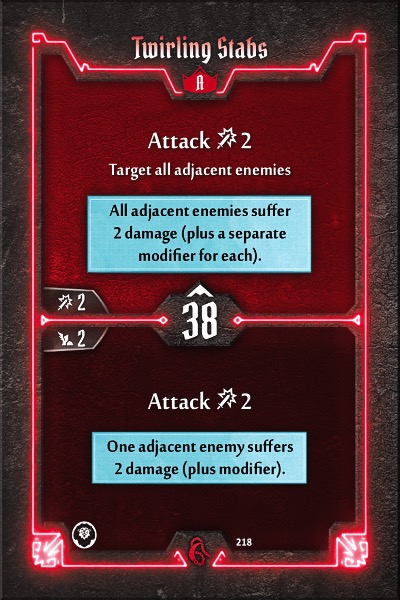 Twirling Stabs
A
Attack 2
Target all adjacent enemies
All adjacent enemies suffer
2 damage (plus a separate
modifier for each).
2
38
2
Attack 2
One adjacent enemy suffers
2 damage (plus modifier).
218